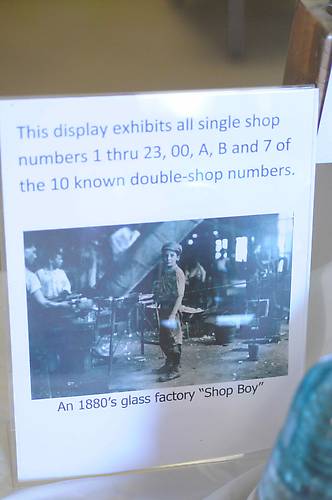 This display exhibits all single shop
numbers 1 thru 23, 00, A, B and 7 of
the 10 known double-shop numbers.
An 1880's glass factory "Shop Boy"